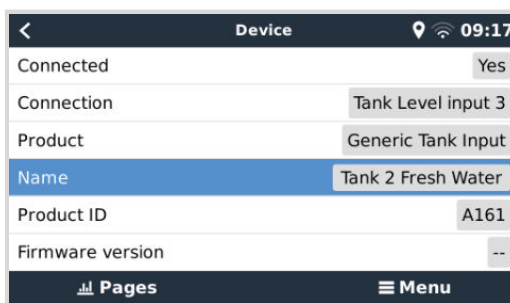 Device 09:17
Connected Yes
Connection Tank Level input 3
Product Generic Tank Input
Name Tank 2 Fresh Water
Product ID A161
Firmware version --
Pages Menu